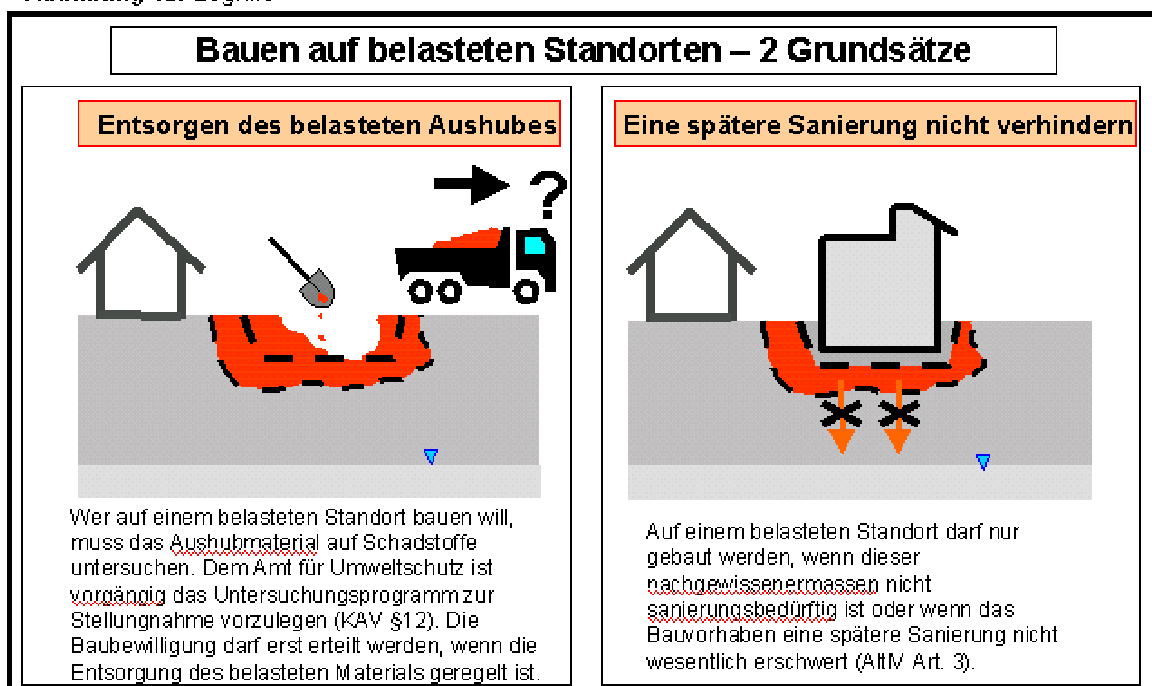 Bauen auf belasteten Standorten – 2 Grundsätze
Entsorgen des belasteten Aushubes
?
Wer auf einem belasteten Standort bauen will,
muss das Aushubmaterial auf Schadstoffe
untersuchen. Dem Amt für Umweltschutz ist
vorgängig das Untersuchungsprogramm zur
Stellungnahme vorzulegen (KAV §12). Die
Baubewilligung darf erst erteilt werden, wenn die
Entsorgung des belasteten Materials geregelt ist.
Eine spätere Sanierung nicht verhindern
Auf einem belasteten Standort darf nur
gebaut werden, wenn dieser
nachgewissenermassen nicht
sanierungsbedürftig ist oder wenn das
Bauvorhaben eine spätere Sanierung nicht
wesentlich erschwert (AltlV Art. 3).